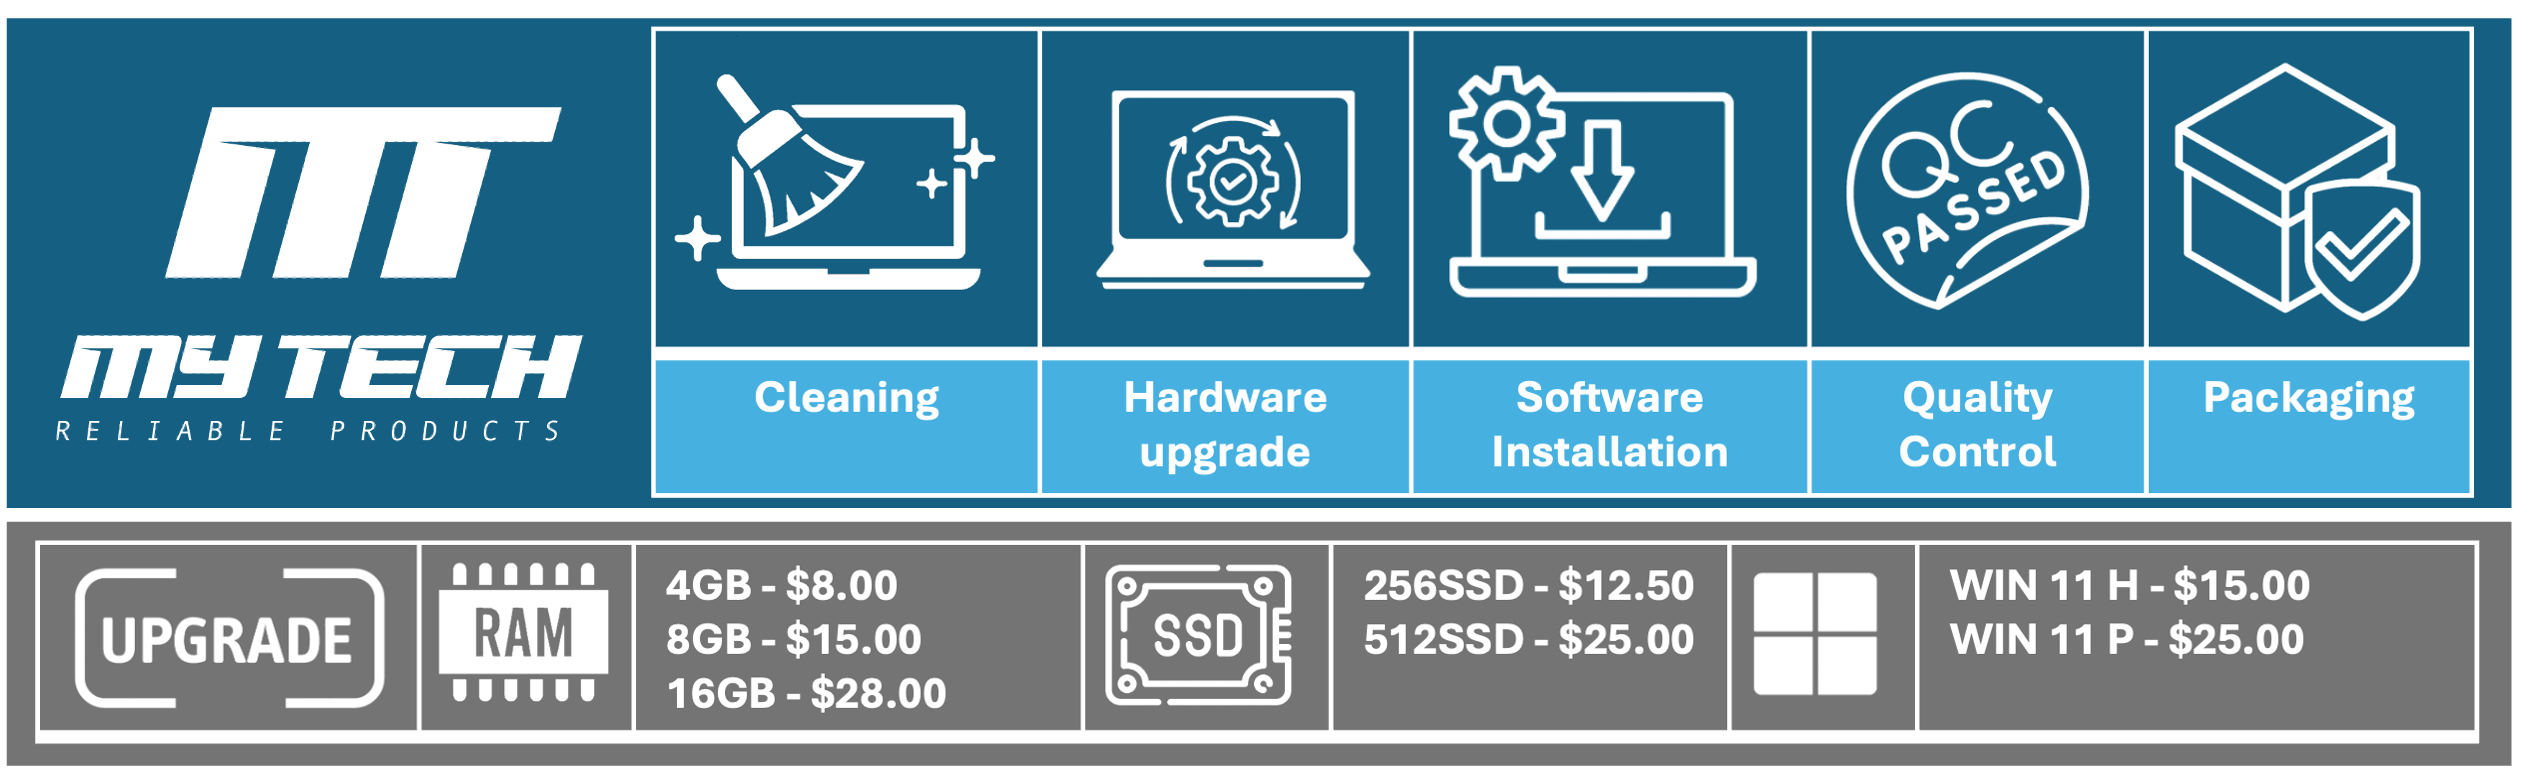 MY TECH
RELIABLE PRODUCTS
QC
PASSED
Cleaning
Hardware
upgrade
Software
Installation
Quality
Control
Packaging
UPGRADE
RAM
4GB - $8.00
8GB - $15.00
16GB - $28.00
SSD
256SSD - $12.50
512SSD - $25.00
WIN 11 H - $15.00
WIN 11 P - $25.00